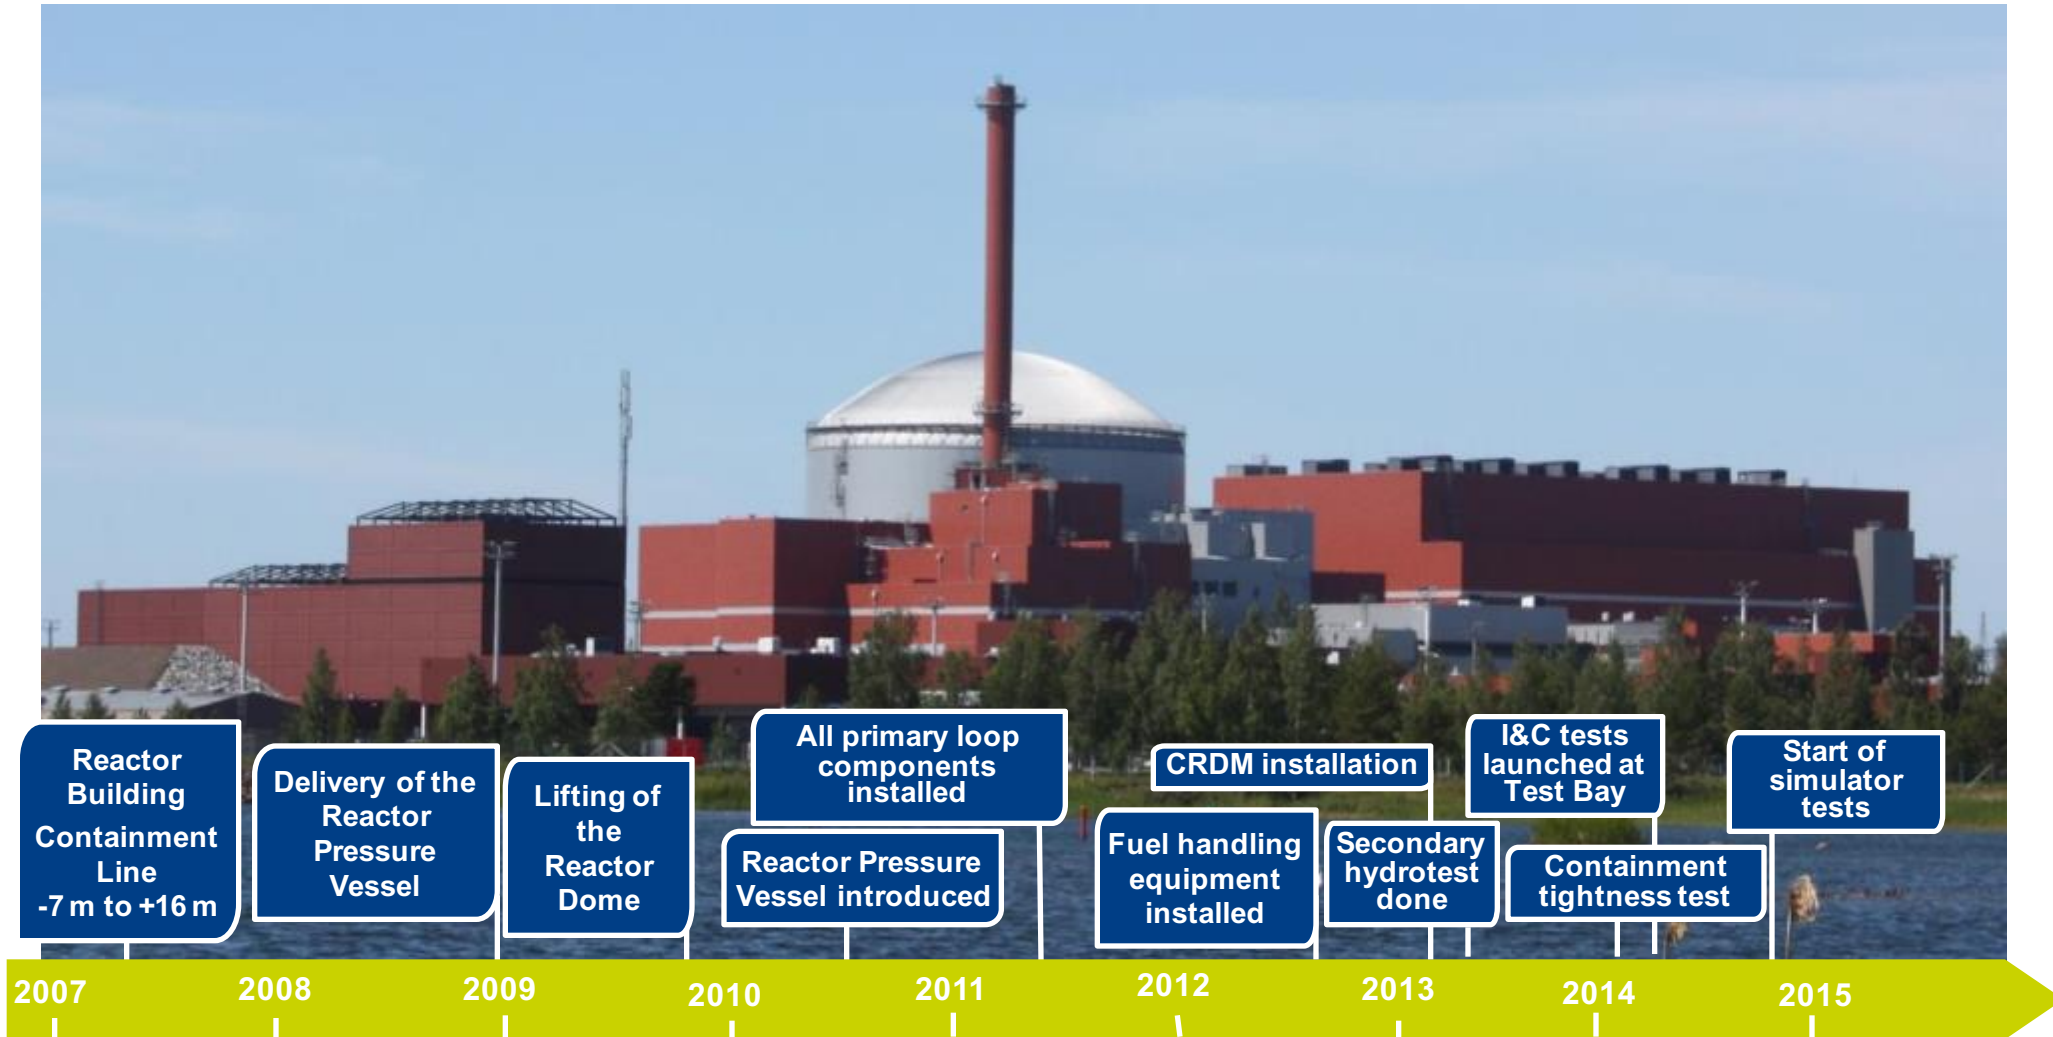 Reactor
Building
Containment
Line
-7 m to +16 m
Delivery of the
Reactor
Pressure
Vessel
Lifting of
the
Reactor
Dome
All primary loop
components
installed
Reactor Pressure
Vessel introduced
Fuel handling
equipment
installed
CRDM installation
Secondary
hydrotest
done
I&C tests
launched at
Test Bay
Containment
tightness test
Start of
simulator
tests
2007
2008
2009
2010
2011
2012
2013
2014
2015